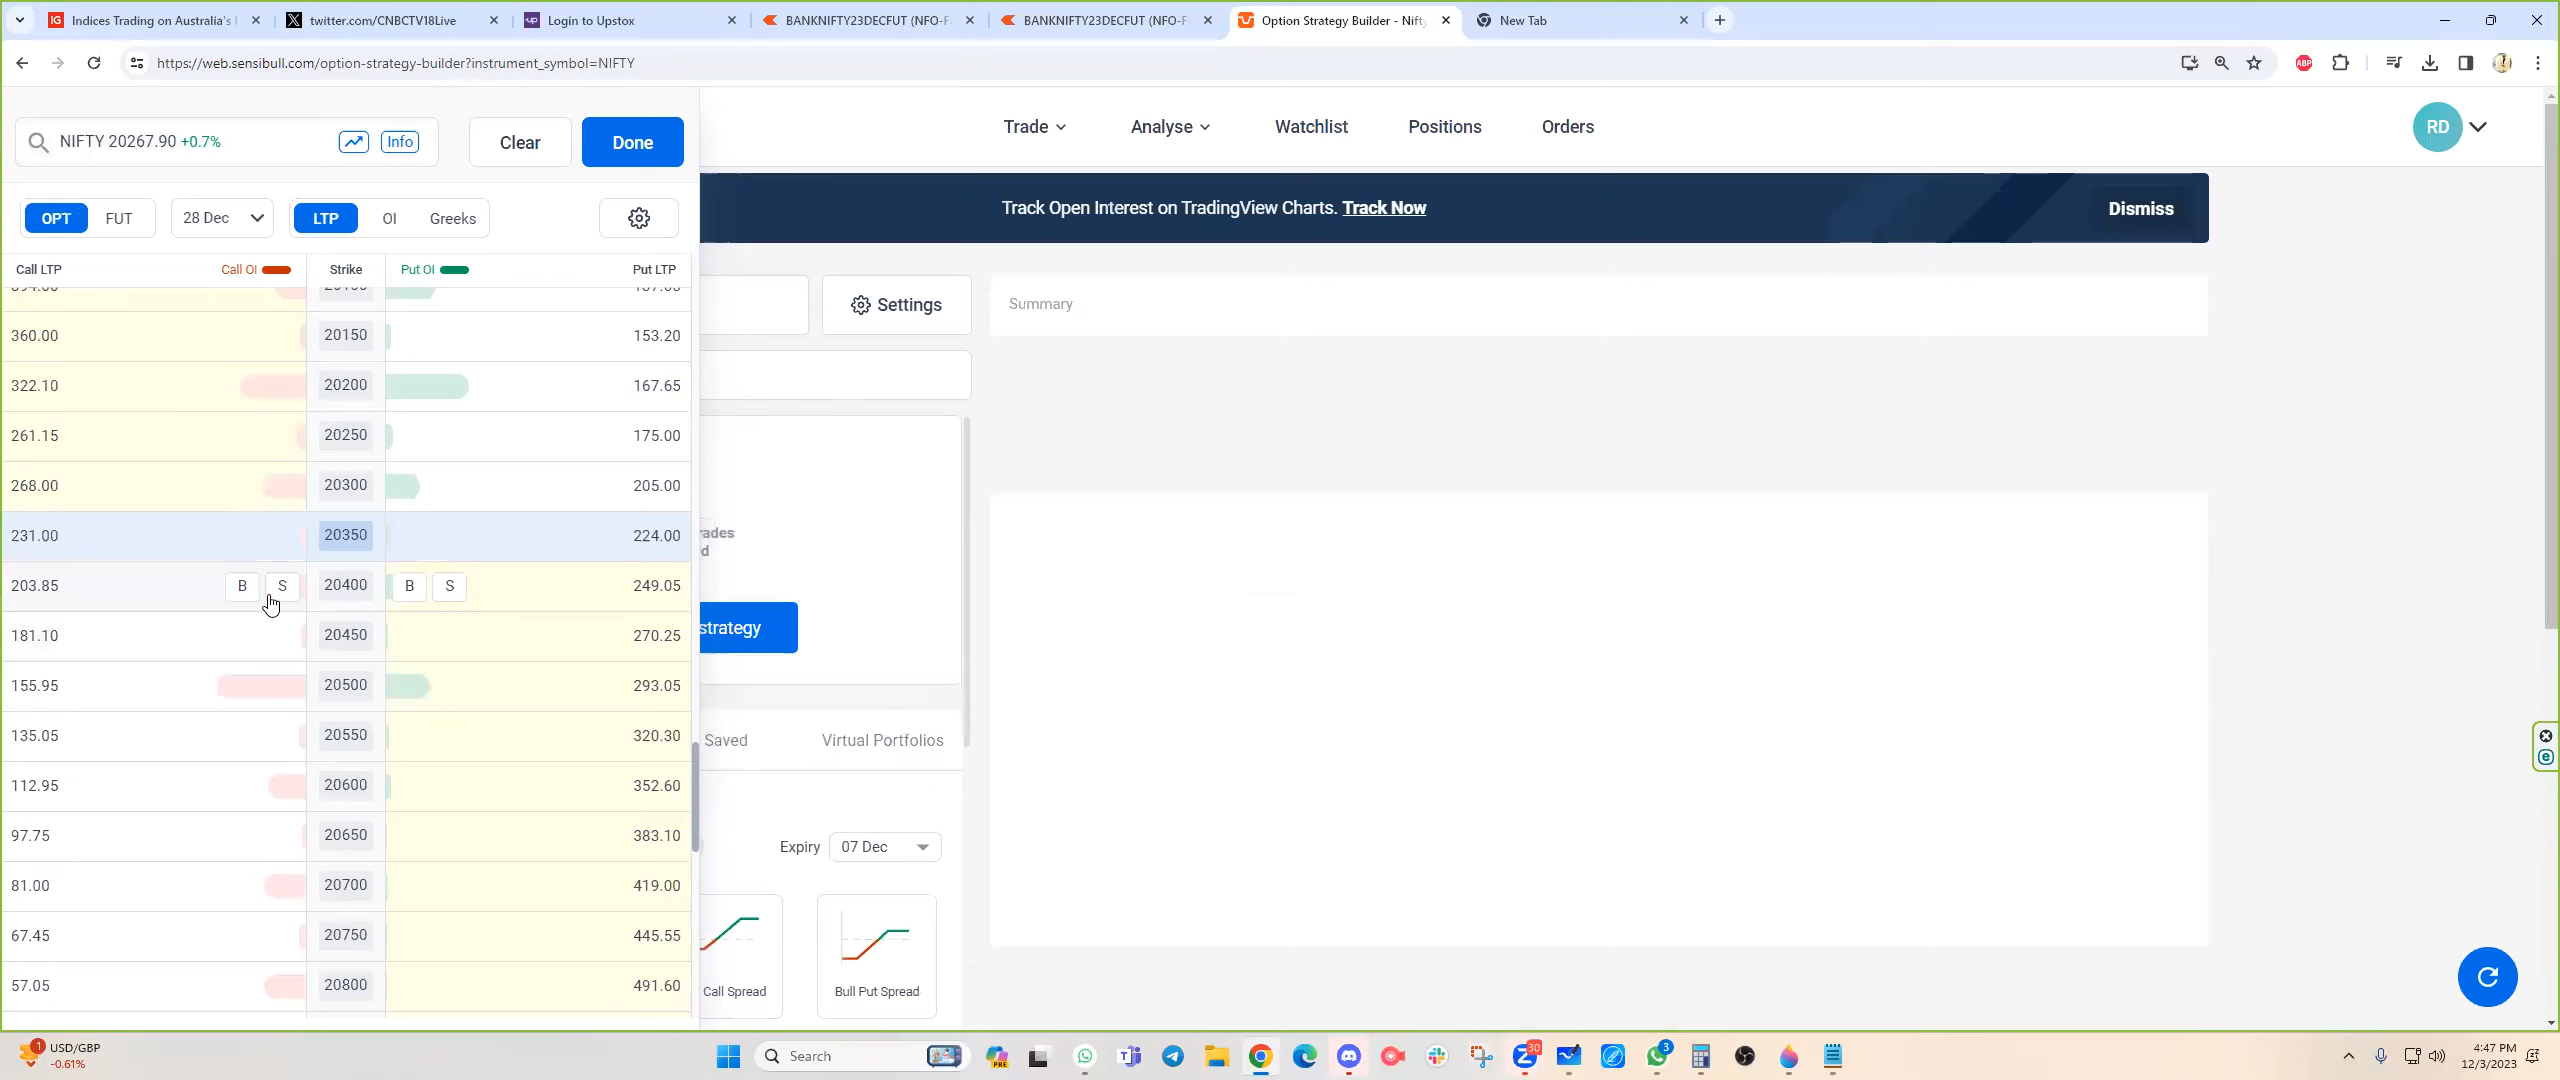 Indices Trading on Australia's
twitter.com/CNBCTV18Live
Login to Upstox
BANKNIFTY23DECFUT (NFO-F
BANKNIFTY23DECFUT (NFO-F
Option Strategy Builder - Nifty
New Tab
https://web.sensibull.com/option-strategy-builder?instrument_symbol=NIFTY
ABP
NIFTY 20267.90 +0.7%
Info
Clear
Done
Trade
Analyse
Watchlist
Positions
Orders
RD
OPT
FUT
28 Dec
LTP
OI
Greeks
Track Open Interest on TradingView Charts. Track Now
Dismiss
Call LTP
Call OI
Strike
Put OI
Put LTP
Settings
Summary
360.00 20150 153.20
322.10 20200 167.65
261.15 20250 175.00
268.00 20300 205.00
231.00 20350 224.00
203.85 B S 20400 B S 249.05
181.10 20450 270.25
155.95 20500 293.05
135.05 20550 320.30
112.95 20600 352.60
97.75 20650 383.10
81.00 20700 419.00
67.45 20750 445.55
57.05 20800 491.60
rades
d
strategy
Saved
Virtual Portfolios
Expiry
07 Dec
Call Spread
Bull Put Spread
1
USD/GBP
-0.61%
Search
PRE
30
3
4:47 PM
12/3/2023